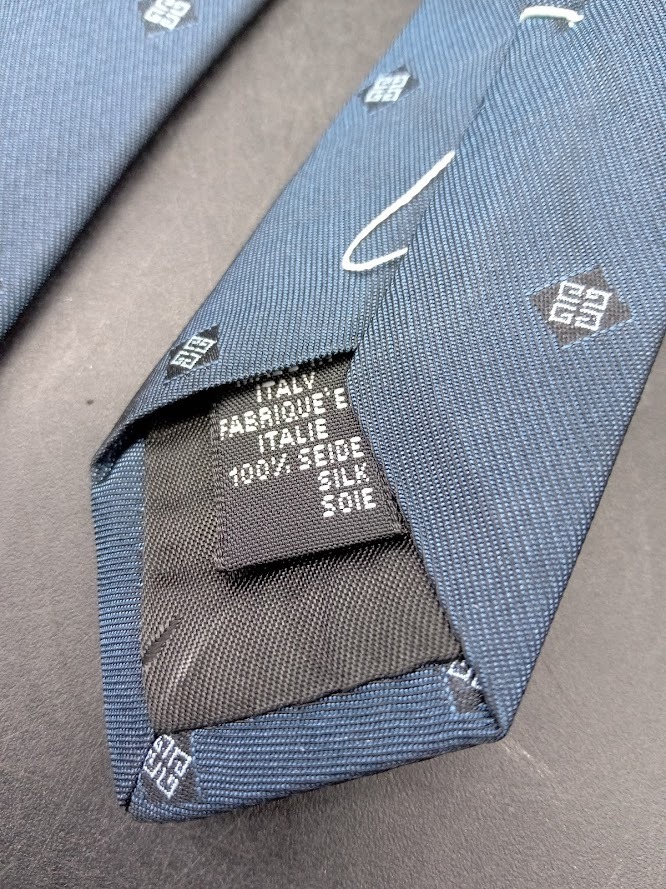 ITALY
FABRIQUE'E
ITALIE
100% SEIDE
SILK
SOIE